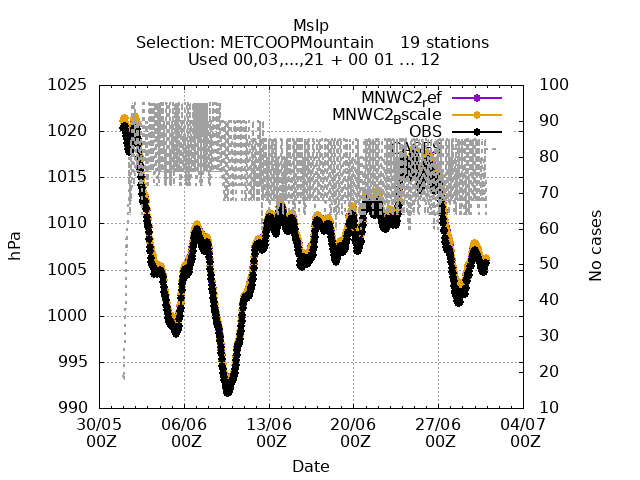 Mslp
Selection: METCOOPMountain 19 stations
Used 00,03,...,21 + 00 01 ... 12
1025
1020
1015
1010
1005
1000
995
990
hPa
100
90
80
70
60
50
40
30
20
10
No cases
MNWC2ref
MNWC2Bscale
OBS
CASES
30/05
00Z
06/06
00Z
13/06
00Z
20/06
00Z
27/06
00Z
04/07
00Z
Date